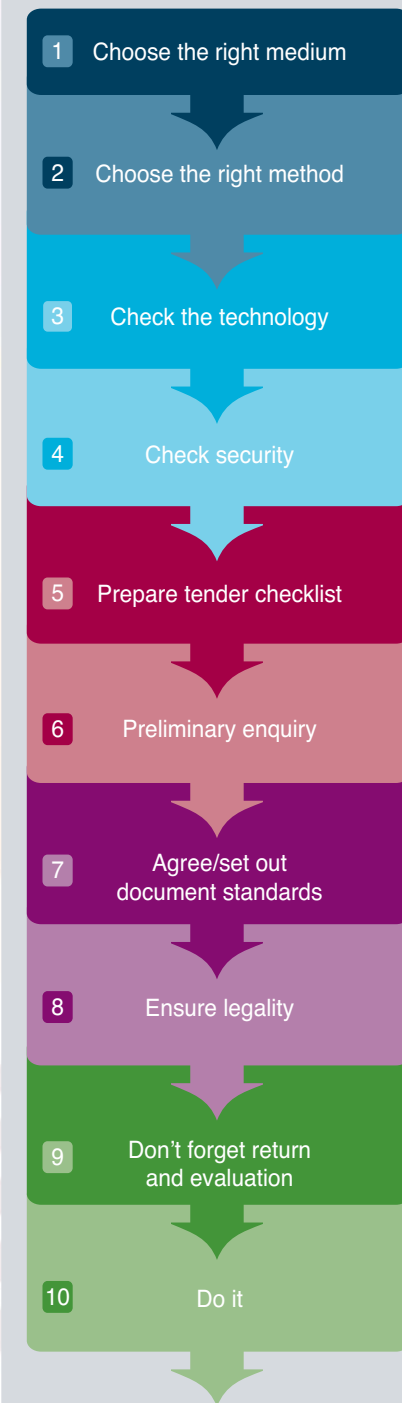 1 Choose the right medium
2 Choose the right method
3 Check the technology
4 Check security
5 Prepare tender checklist
6 Preliminary enquiry
7 Agree/set out
document standards
8 Ensure legality
9 Don’t forget return
and evaluation
10 Do it